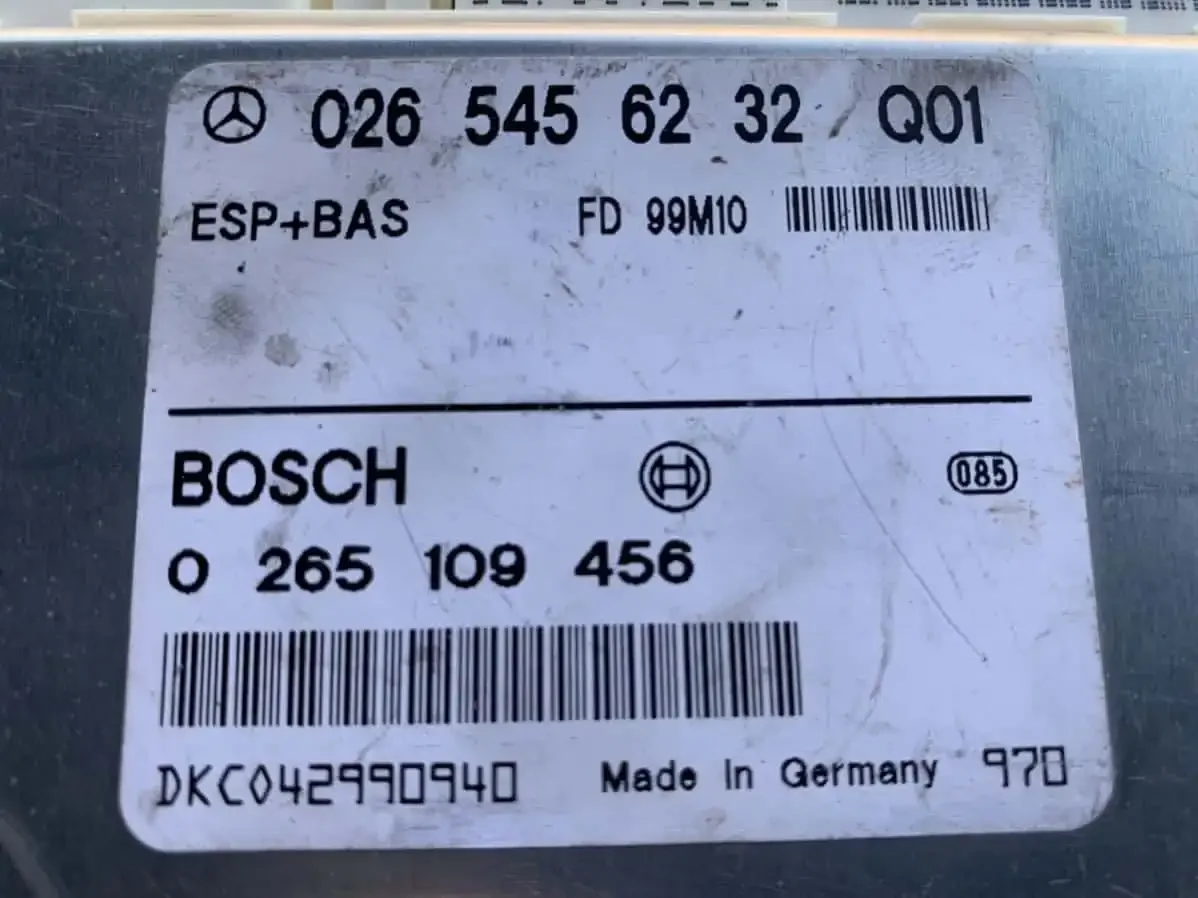 026 545 62 32 Q01
ESP+BAS FD 99M10
BOSCH 085
0 265 109 456
DKC042990940 Made In Germany 970